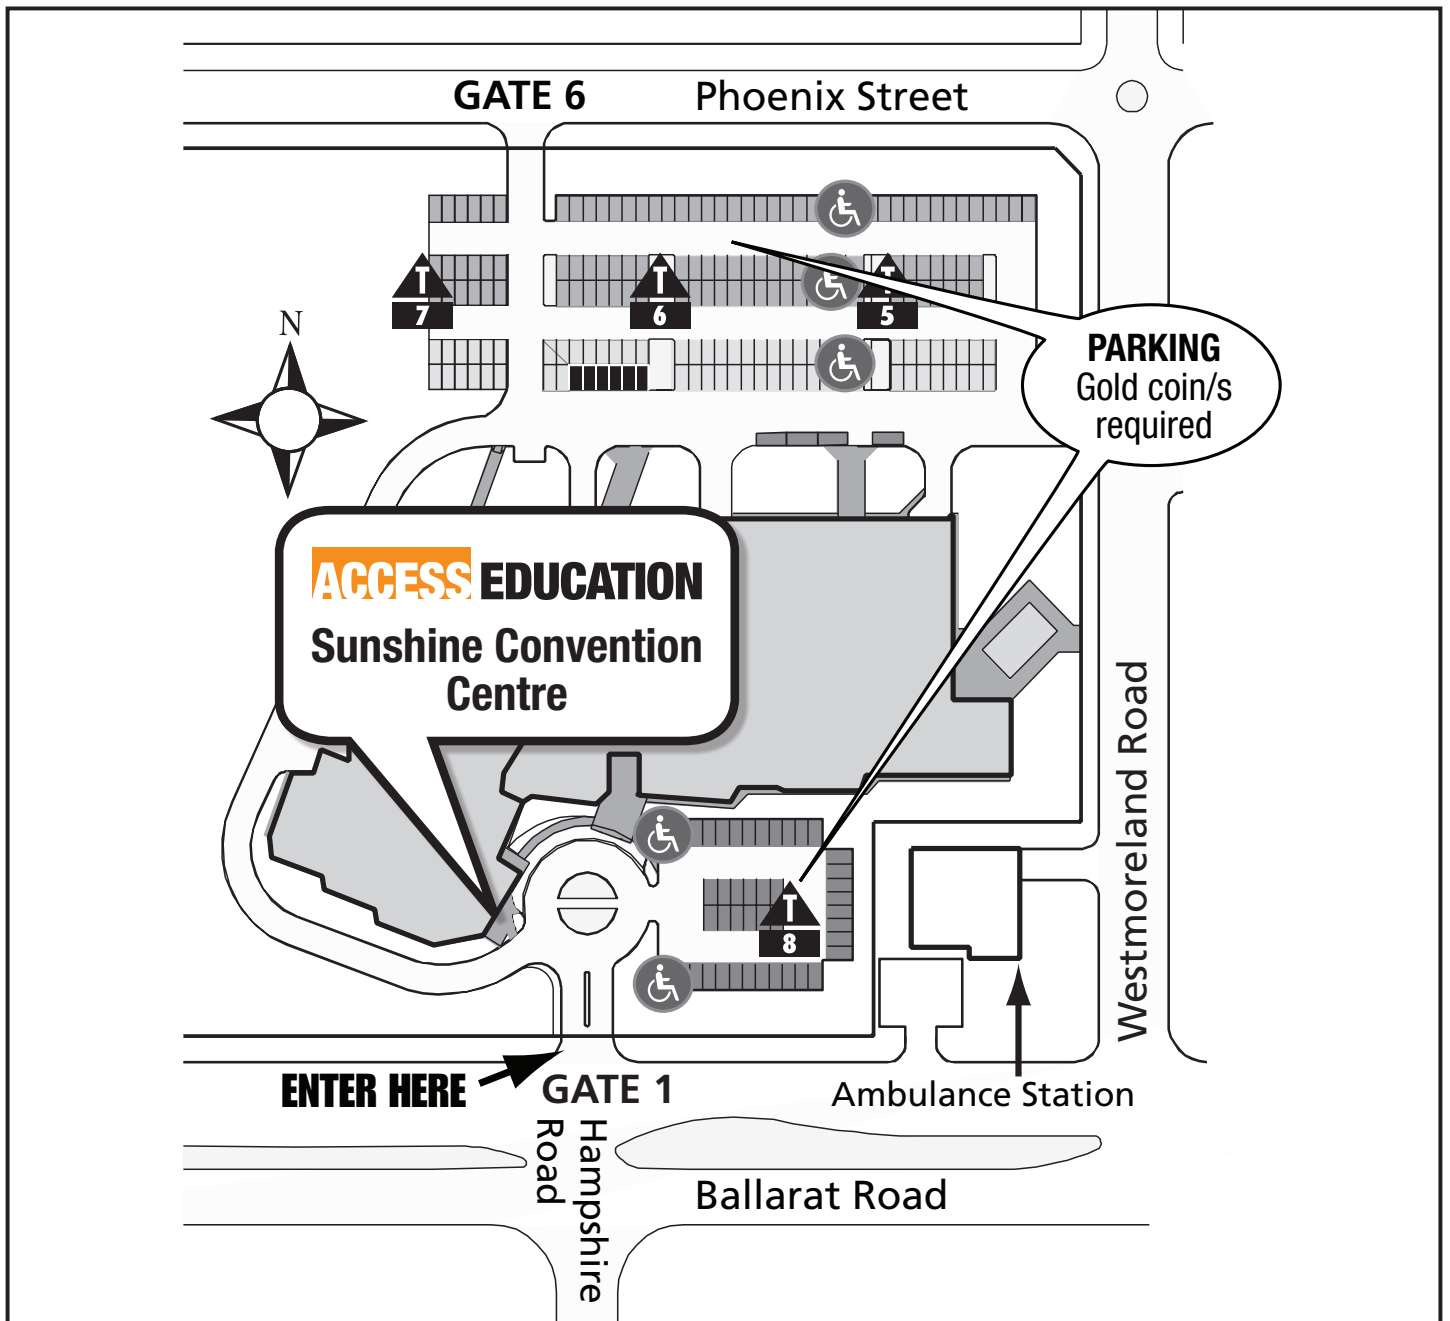 GATE 6
Phoenix Street
T
7
T
6
T
5
N
PARKING
Gold coin/s
required
ACCESS EDUCATION
Sunshine Convention
Centre
T
8
Westmoreland Road
ENTER HERE
GATE 1
Ambulance Station
Hampshire
Road
Ballarat Road